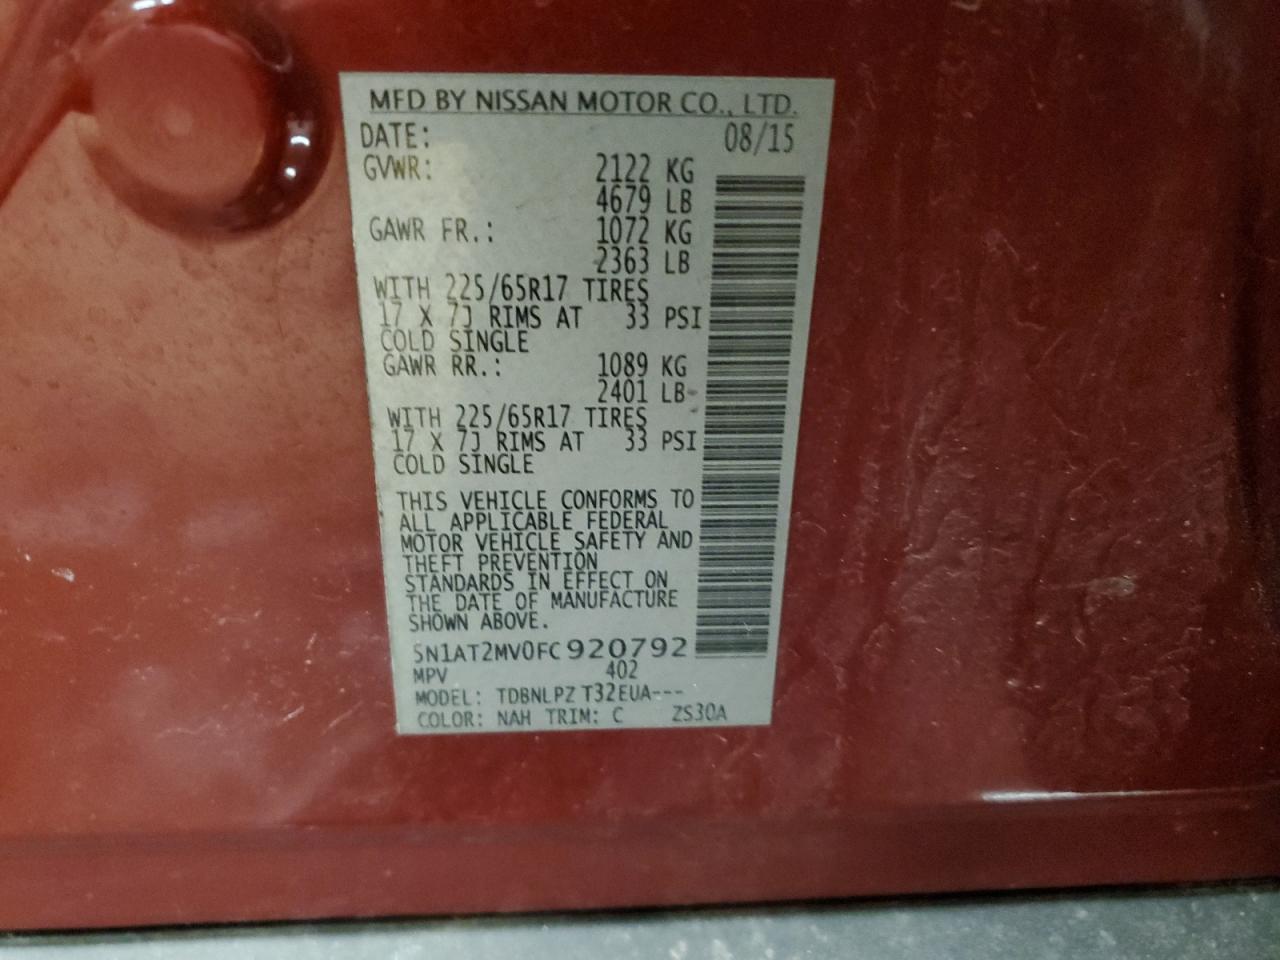 MFD BY NISSAN MOTOR CO., LTD.
DATE: 08/15
GVWR: 2122 KG
4679 LB
GAWR FR.: 1072 KG
2363 LB
WITH 225/65R17 TIRES
17 X 7J RIMS AT 33 PSI
COLD SINGLE
GAWR RR.: 1089 KG
2401 LB
WITH 225/65R17 TIRES
17 X 7J RIMS AT 33 PSI
COLD SINGLE
THIS VEHICLE CONFORMS TO
ALL APPLICABLE FEDERAL
MOTOR VEHICLE SAFETY AND
THEFT PREVENTION
STANDARDS IN EFFECT ON
THE DATE OF MANUFACTURE
SHOWN ABOVE.
5N1AT2MV0FC920792
MPV 402
MODEL: TDBNLPZ T32EUA---
COLOR: NAH TRIM: C ZS30A